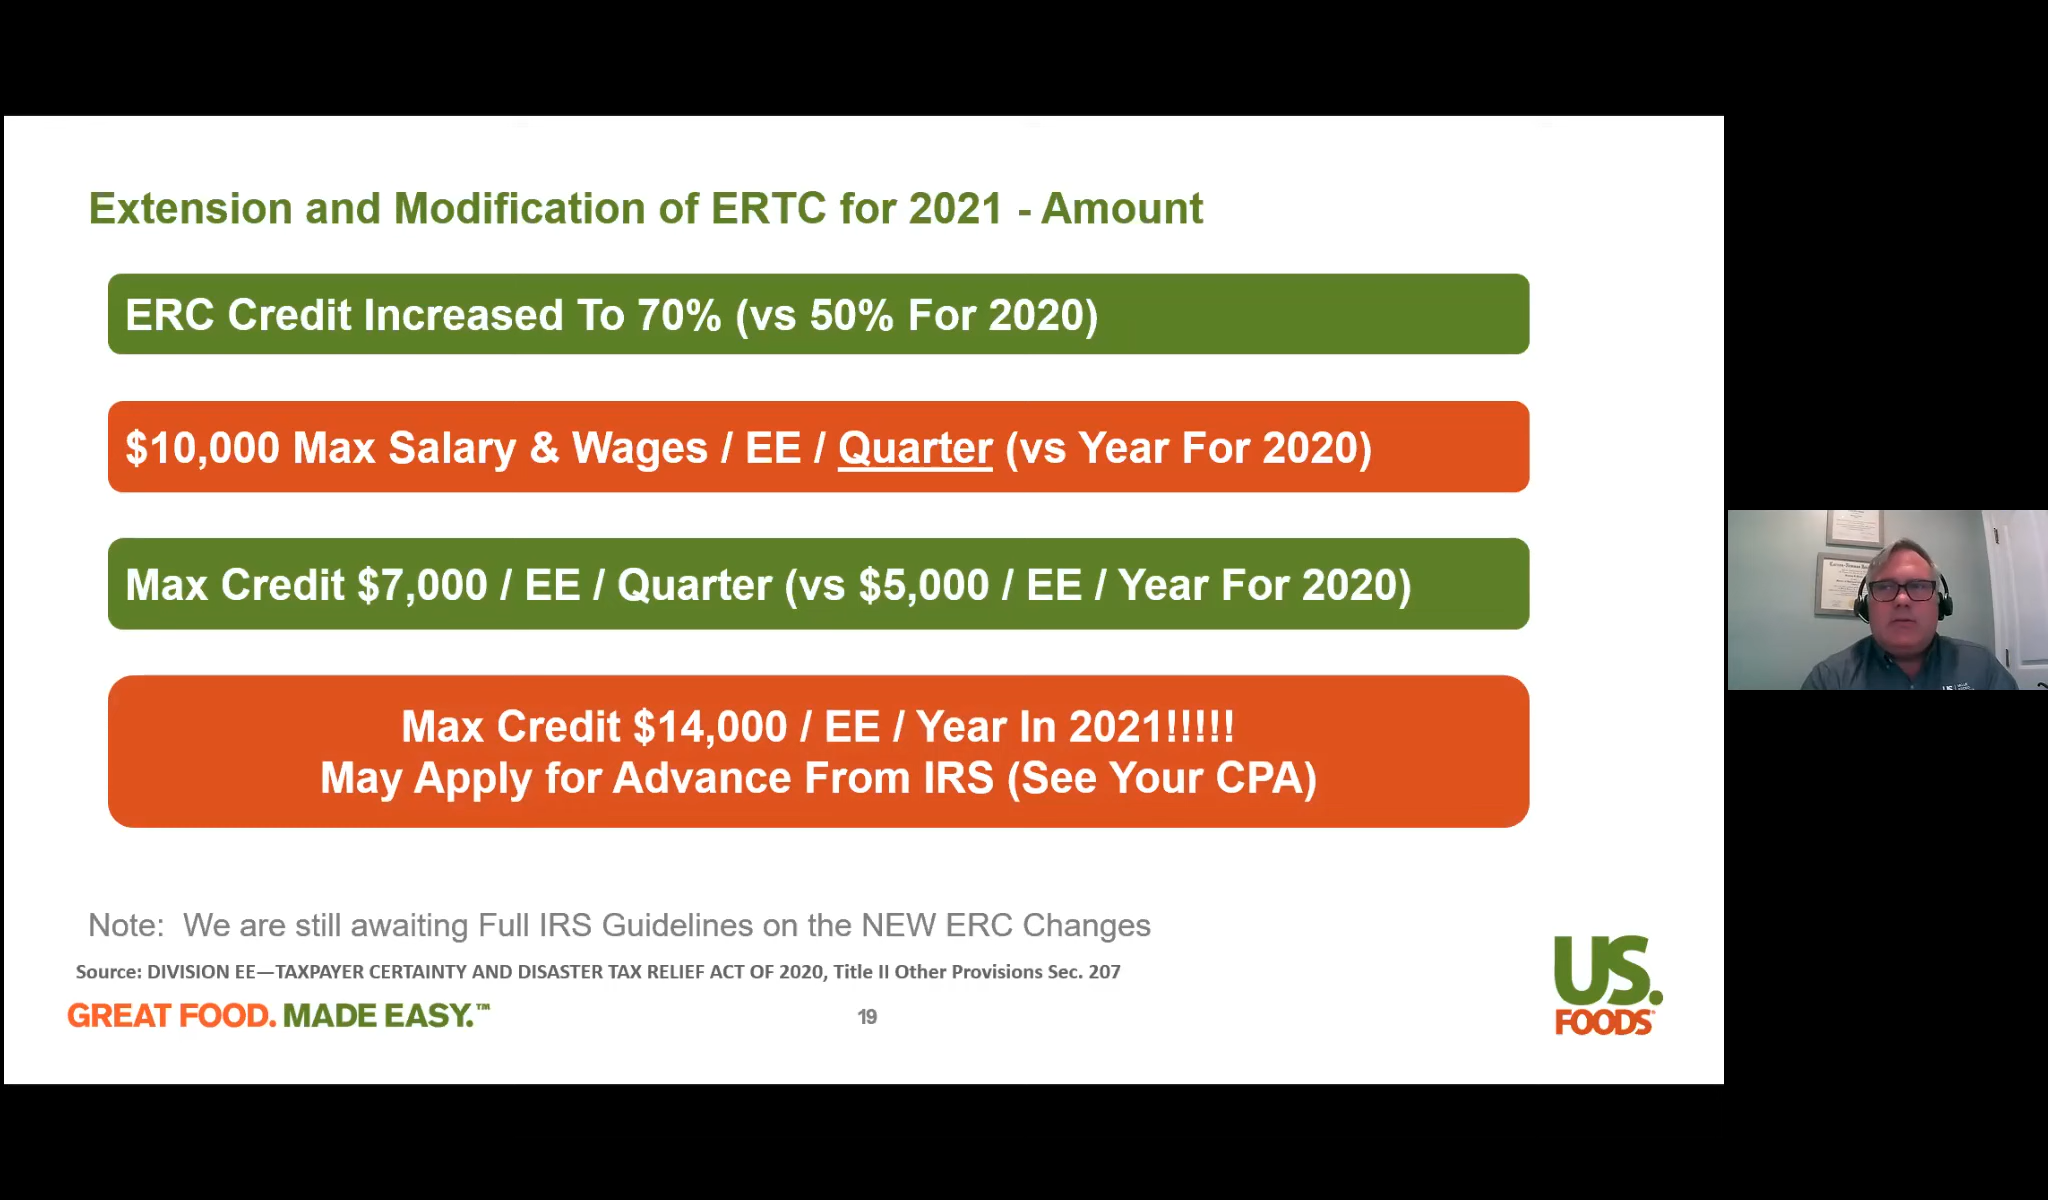 Extension and Modification of ERTC for 2021 - Amount
ERC Credit Increased To 70% (vs 50% For 2020)
$10,000 Max Salary & Wages / EE / Quarter (vs Year For 2020)
Max Credit $7,000 / EE / Quarter (vs $5,000 / EE / Year For 2020)
Max Credit $14,000 / EE / Year In 2021!!!!!
May Apply for Advance From IRS (See Your CPA)
Note: We are still awaiting Full IRS Guidelines on the NEW ERC Changes
Source: DIVISION EE—TAXPAYER CERTAINTY AND DISASTER TAX RELIEF ACT OF 2020, Title II Other Provisions Sec. 207
GREAT FOOD. MADE EASY.™
19
US.
FOODS
US